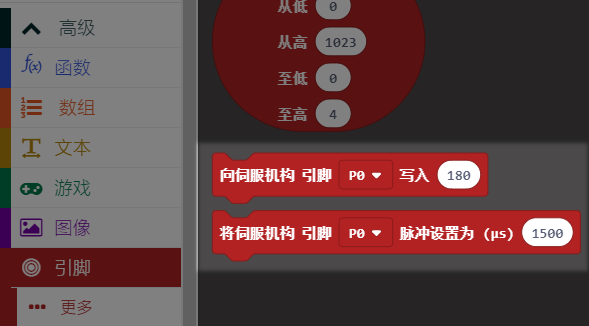 高级
f(x) 函数
数组
文本
游戏
图像
引脚
更多
从低 0
从高 1023
至低 0
至高 4
向伺服机构 引脚 P0 写入 180
将伺服机构 引脚 P0 脉冲设置为 (μs) 1500